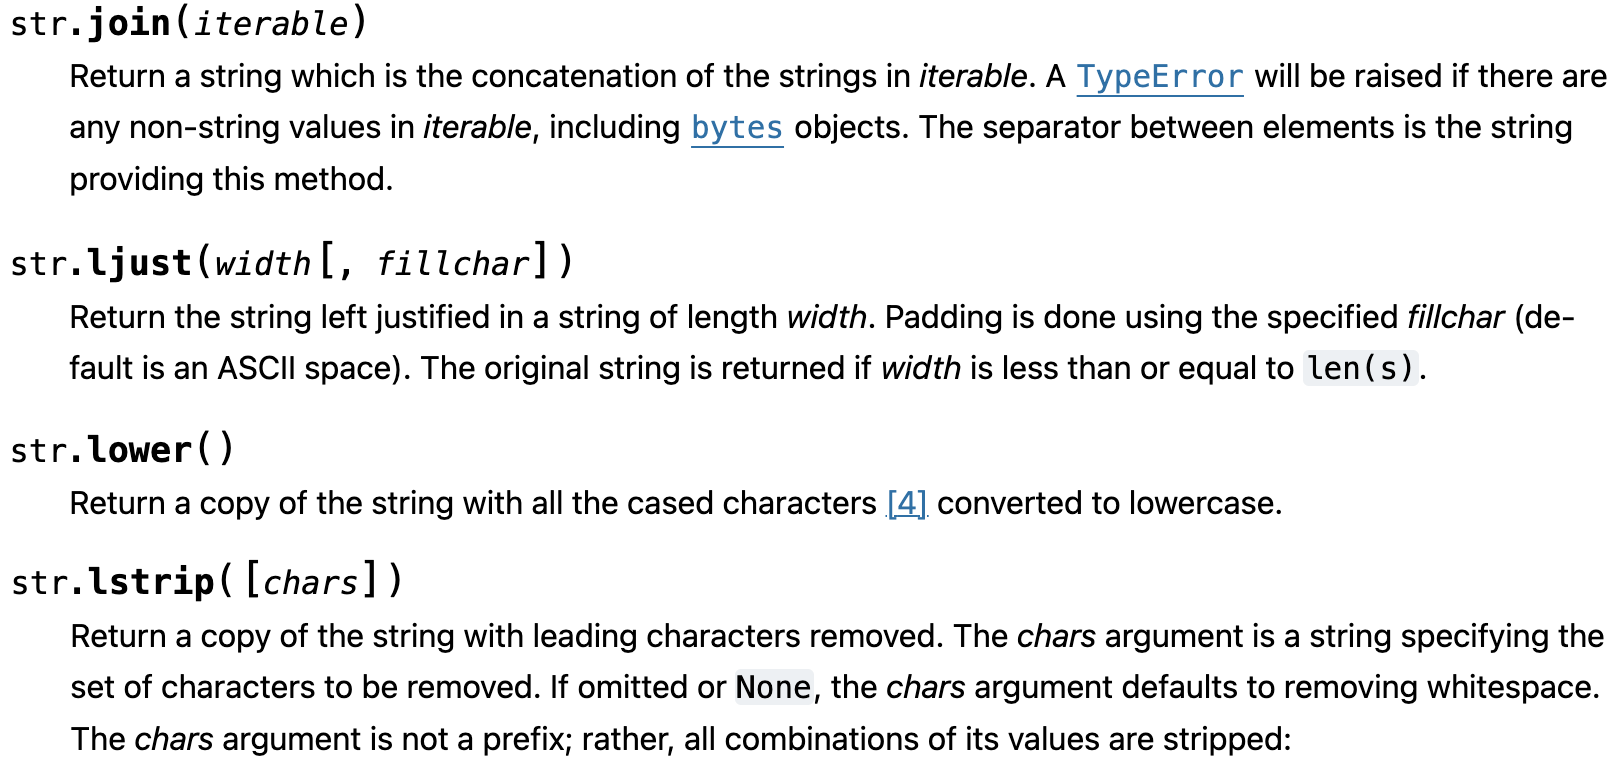 str.join(iterable)
Return a string which is the concatenation of the strings in iterable. A TypeError will be raised if there are
any non-string values in iterable, including bytes objects. The separator between elements is the string
providing this method.
str.ljust(width[, fillchar])
Return the string left justified in a string of length width. Padding is done using the specified fillchar (de-
fault is an ASCII space). The original string is returned if width is less than or equal to len(s).
str.lower()
Return a copy of the string with all the cased characters [4] converted to lowercase.
str.lstrip([chars])
Return a copy of the string with leading characters removed. The chars argument is a string specifying the
set of characters to be removed. If omitted or None, the chars argument defaults to removing whitespace.
The chars argument is not a prefix; rather, all combinations of its values are stripped: